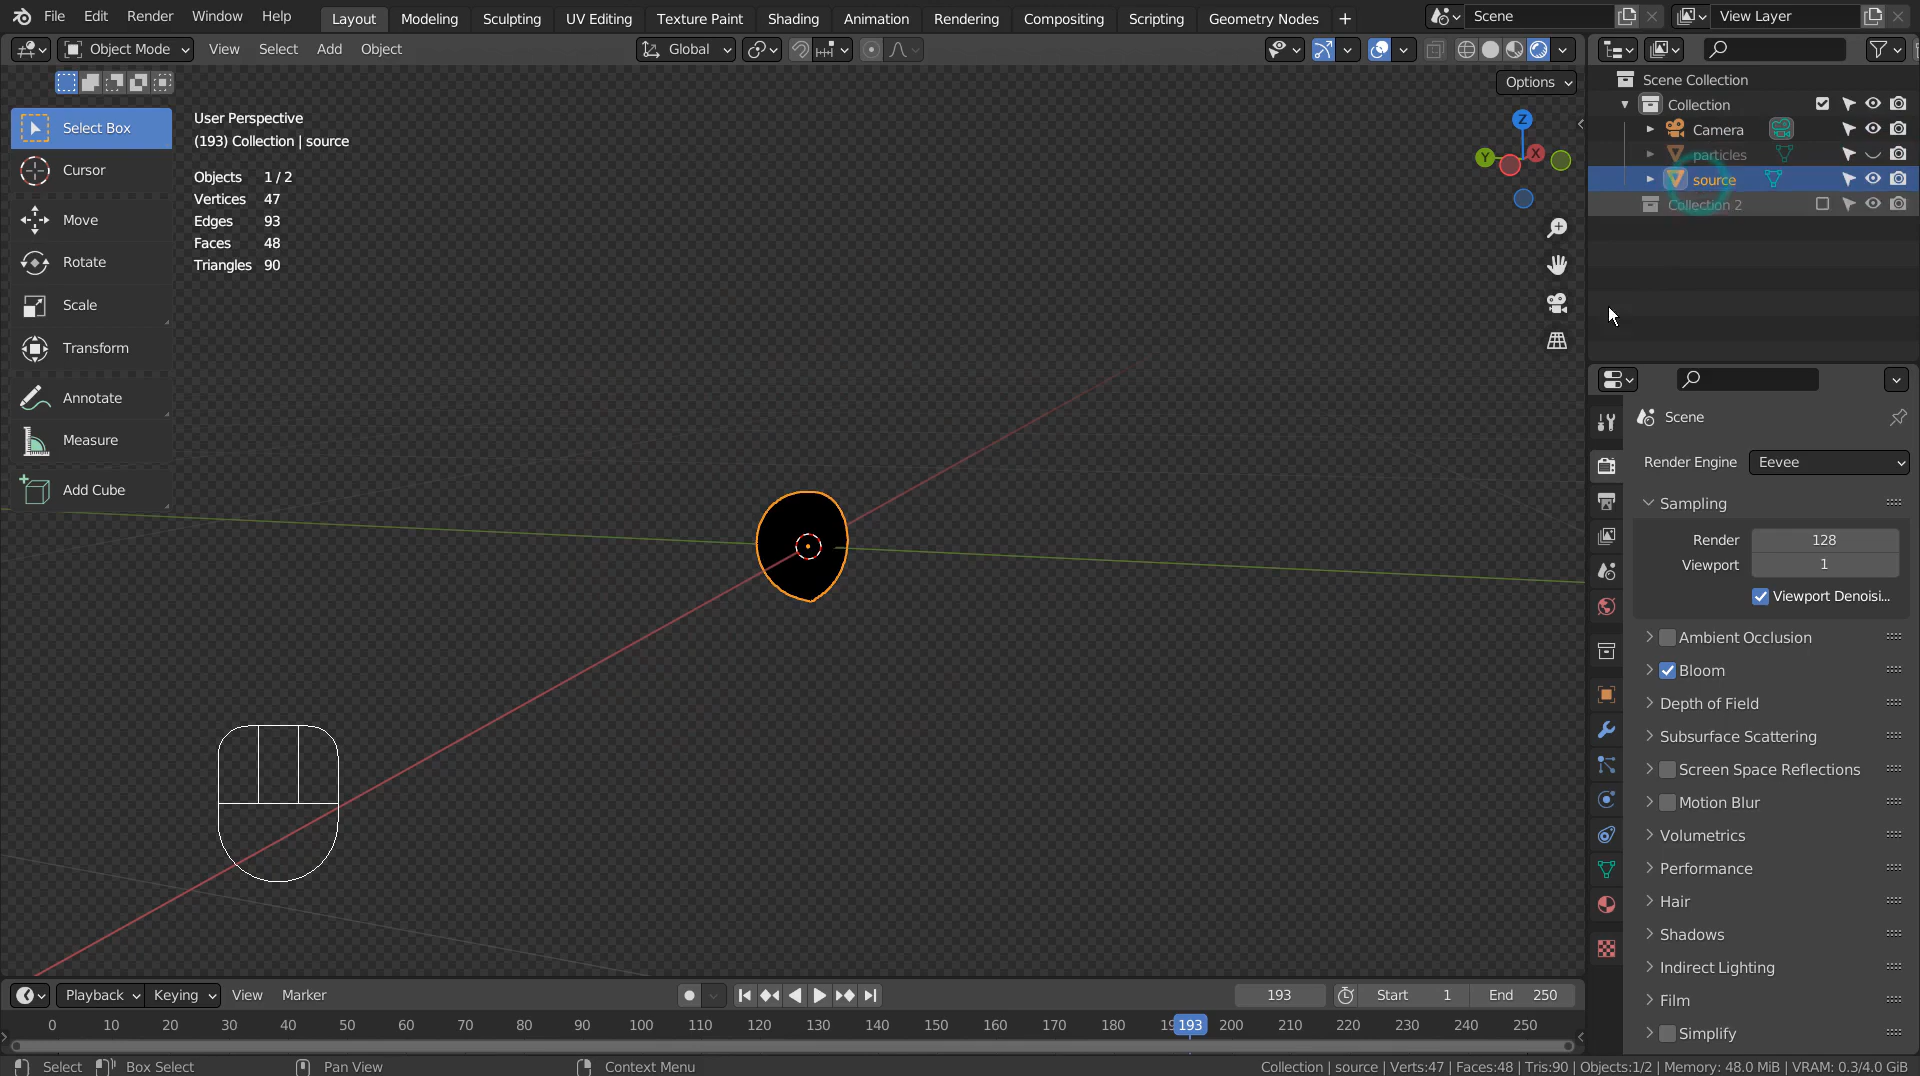 File Edit Render Window Help Layout Modeling Sculpting UV Editing Texture Paint Shading Animation Rendering Compositing Scripting Geometry Nodes + Scene View Layer
Object Mode View Select Add Object Global
Options
Scene Collection
Collection
Camera
particles
source
Collection 2
Select Box
Cursor
Move
Rotate
Scale
Transform
Annotate
Measure
Add Cube
User Perspective
(193) Collection | source
Objects 1 / 2
Vertices 47
Edges 93
Faces 48
Triangles 90
Z
Y
X
Scene
Render Engine Eevee
Sampling
Render 128
Viewport 1
Viewport Denoisi...
Ambient Occlusion
Bloom
Depth of Field
Subsurface Scattering
Screen Space Reflections
Motion Blur
Volumetrics
Performance
Hair
Shadows
Indirect Lighting
Film
Simplify
Playback Keying View Marker 193 Start 1 End 250
0 10 20 30 40 50 60 70 80 90 100 110 120 130 140 150 160 170 180 193 200 210 220 230 240 250
Select Box Select Pan View Context Menu Collection | source | Verts:47 | Faces:48 | Tris:90 | Objects:1/2 | Memory: 48.0 MiB | VRAM: 0.3/4.0 GiB